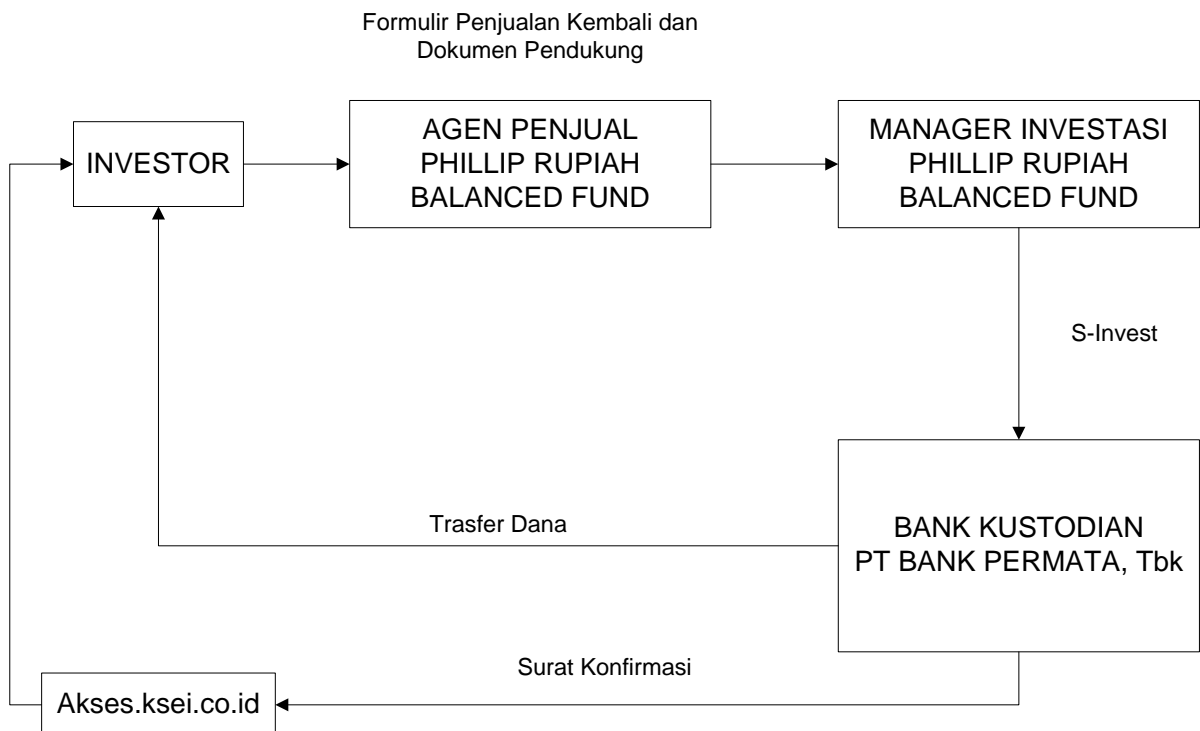 Formulir Penjualan Kembali dan
Dokumen Pendukung
INVESTOR
AGEN PENJUAL
PHILLIP RUPIAH
BALANCED FUND
MANAGER INVESTASI
PHILLIP RUPIAH
BALANCED FUND
S-Invest
Trasfer Dana
BANK KUSTODIAN
PT BANK PERMATA, Tbk
Surat Konfirmasi
Akses.ksei.co.id